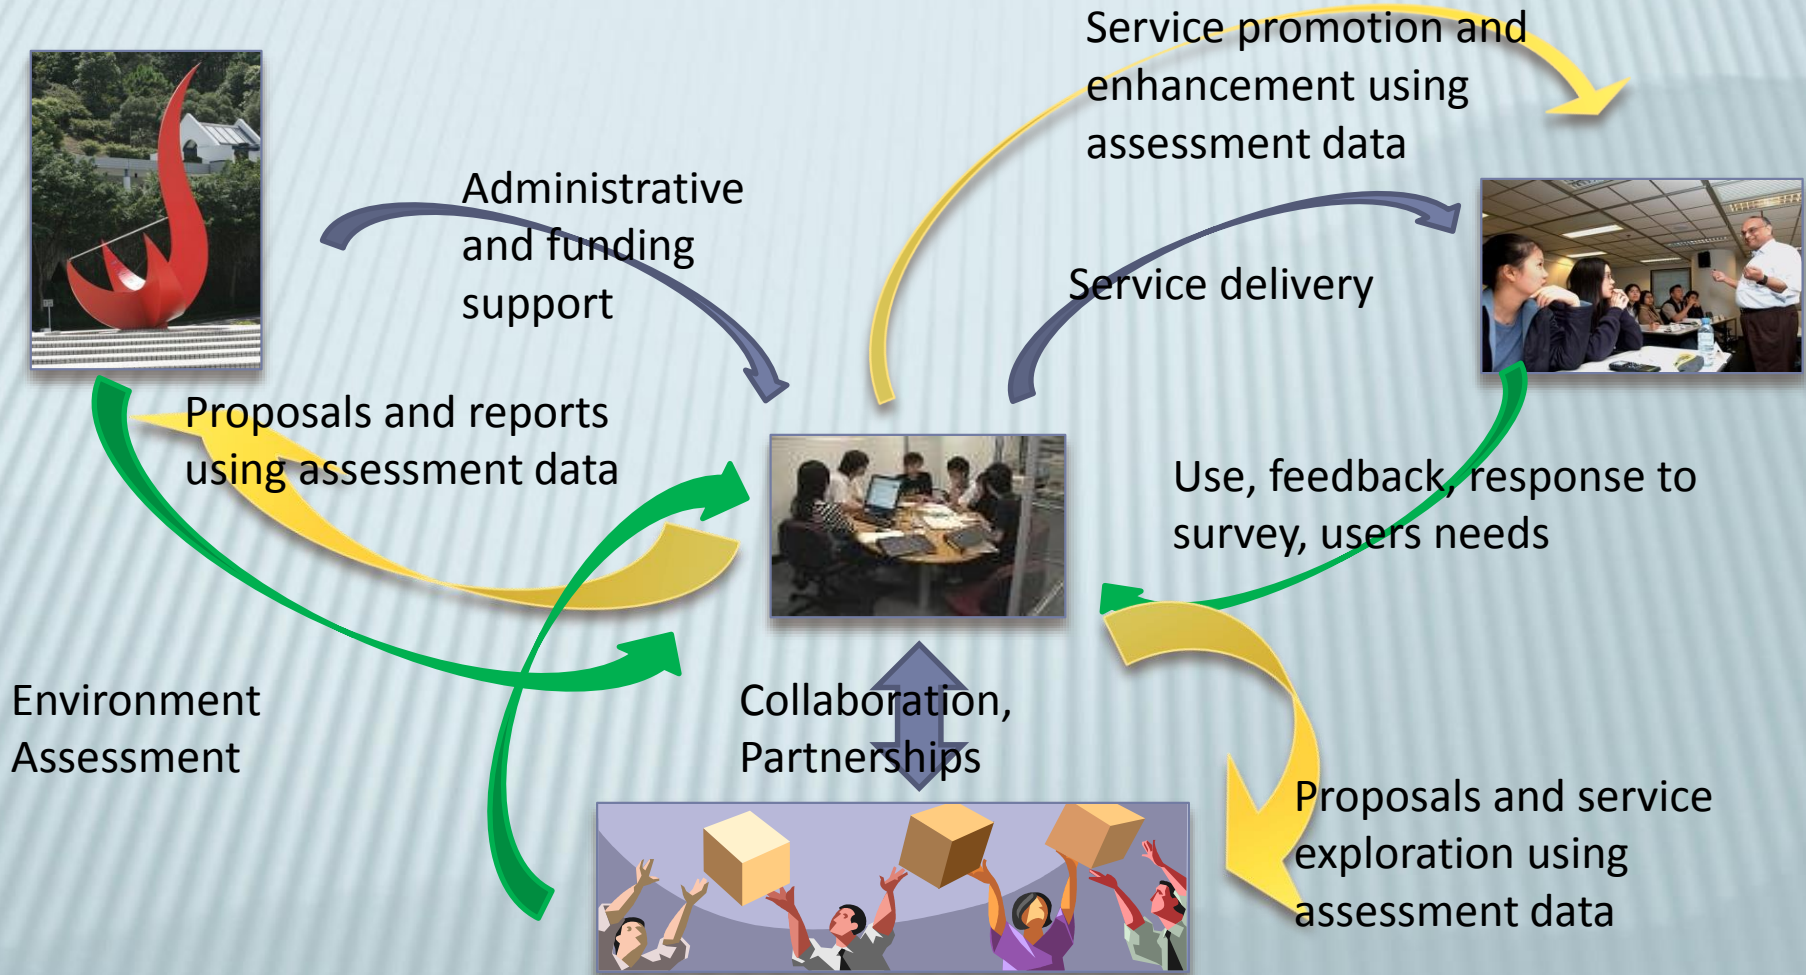 Service promotion and
enhancement using
assessment data
Administrative
and funding
support
Service delivery
Proposals and reports
using assessment data
Use, feedback, response to
survey, users needs
Environment
Assessment
Collaboration,
Partnerships
Proposals and service
exploration using
assessment data